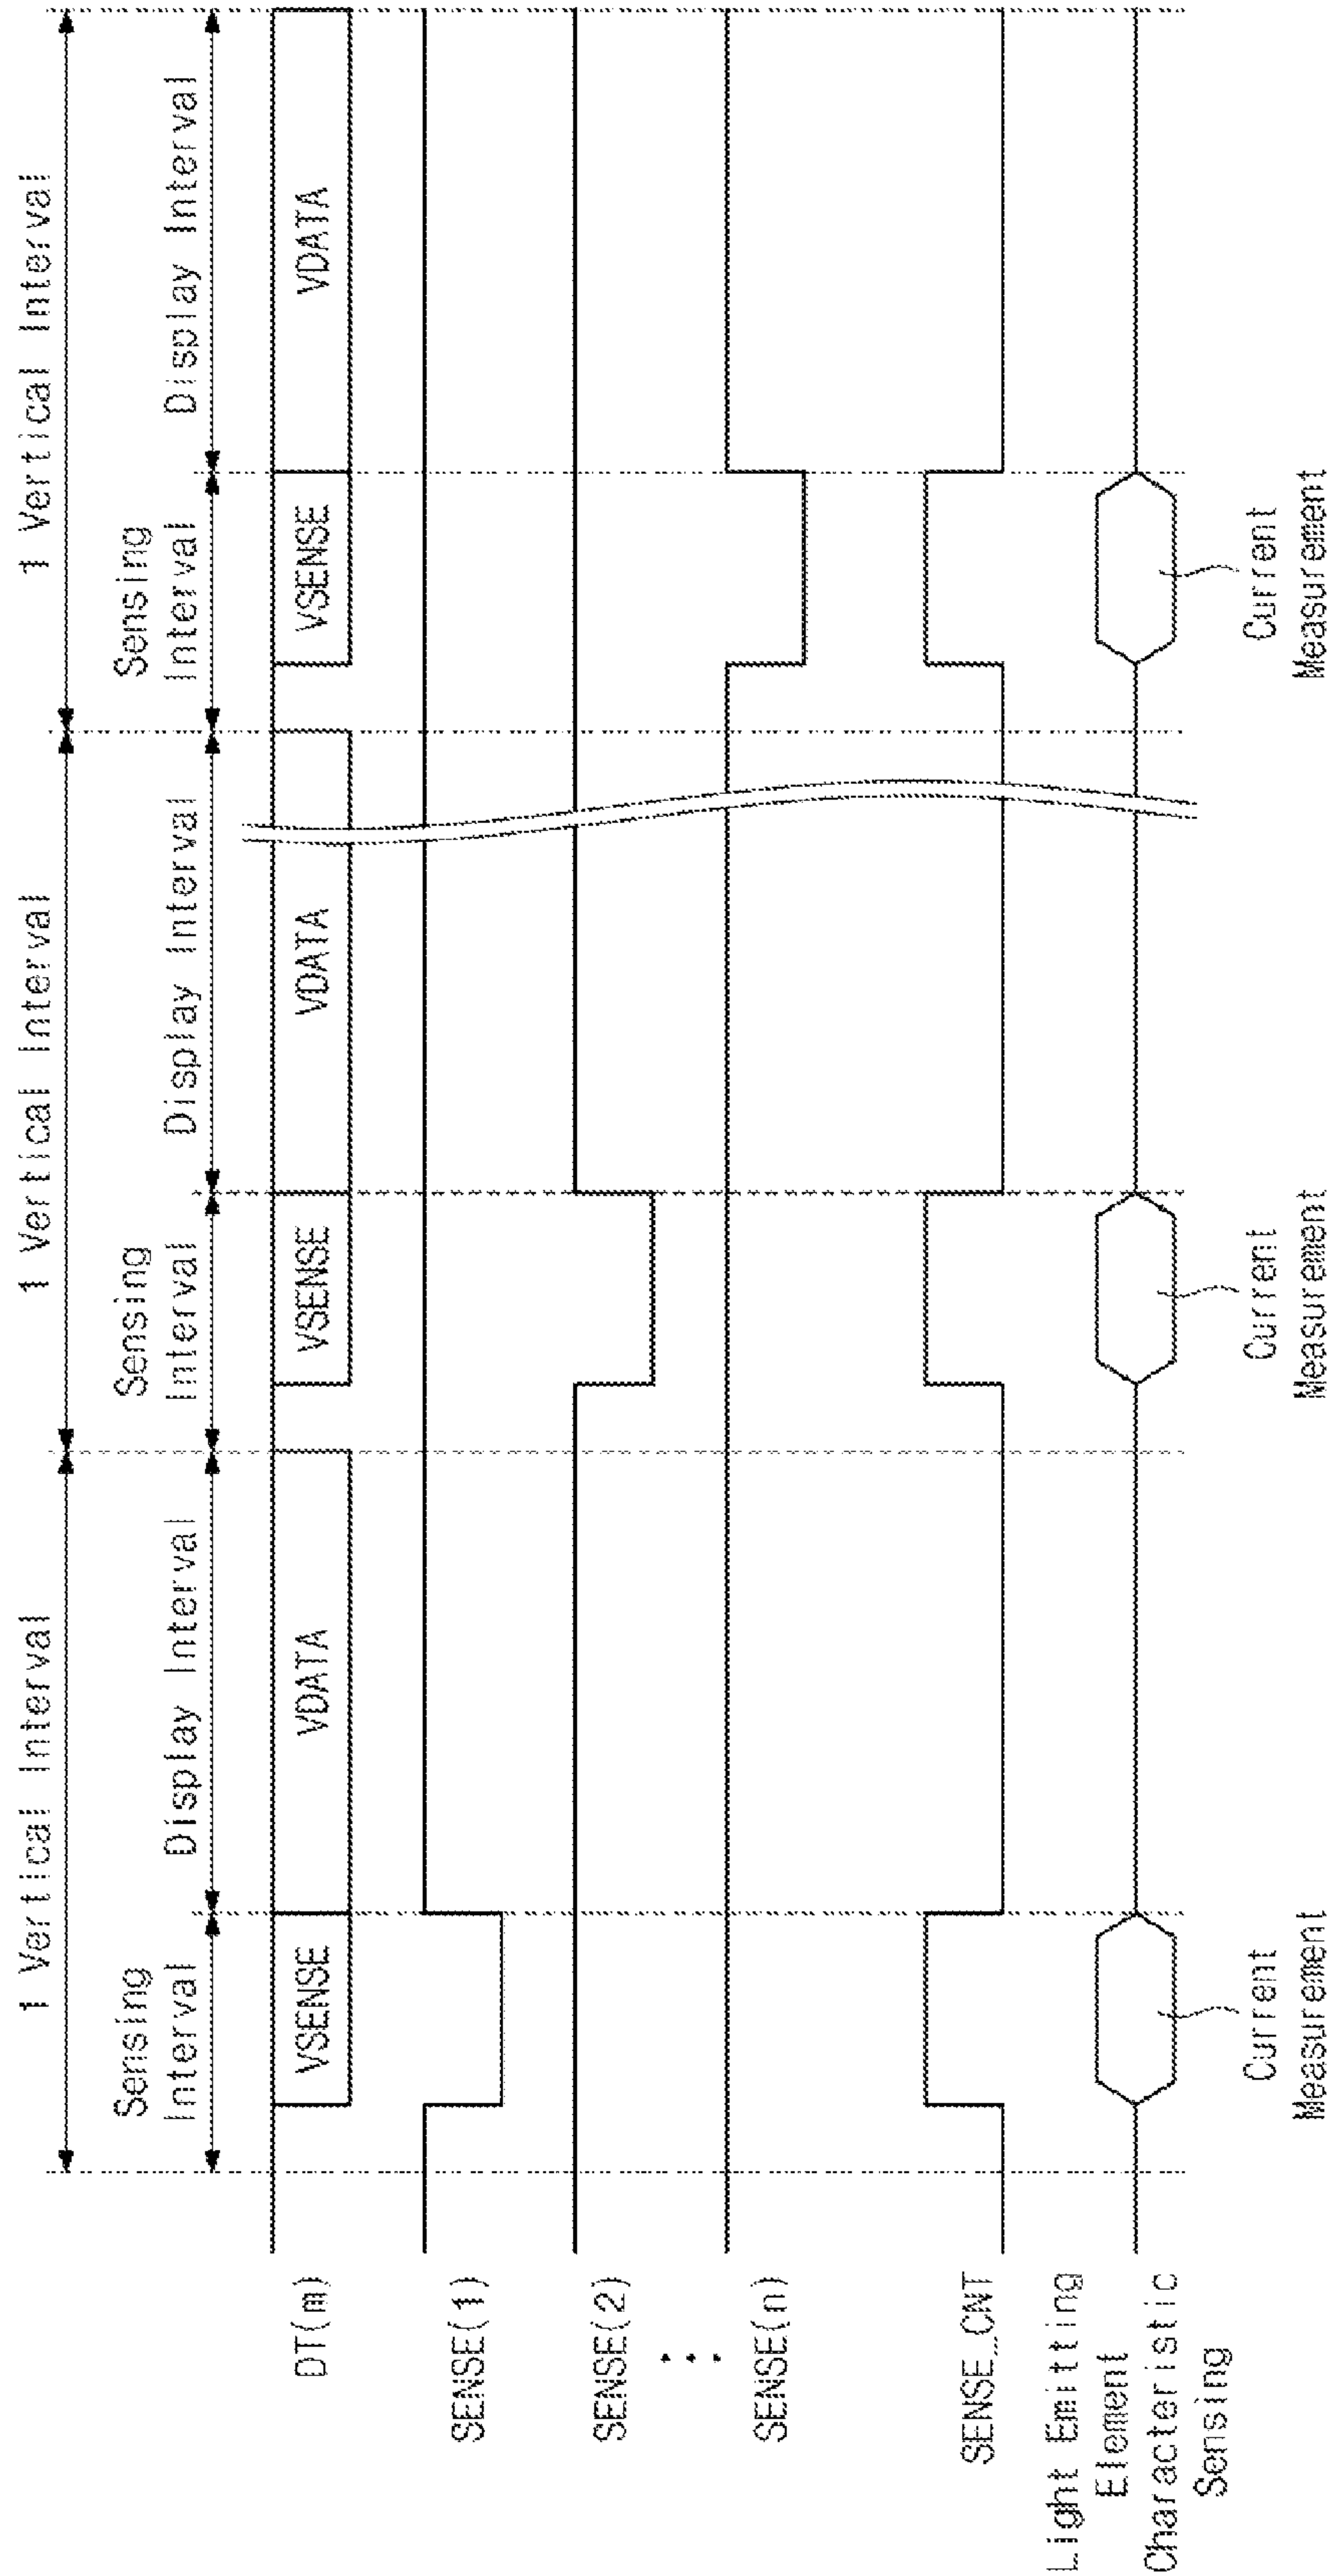 1 Vertical Interval
1 Vertical Interval
1 Vertical Interval
Sensing
Interval
Display Interval
Sensing
Interval
Display Interval
Sensing
Interval
Display Interval
DT(m)
VSENSE
VDATA
VSENSE
VDATA
VSENSE
VDATA
SENSE(1)
SENSE(2)
SENSE(n)
SENSE_CNT
Light Emitting
Element
Characteristic
Sensing
Current
Measurement
Current
Measurement
Current
Measurement